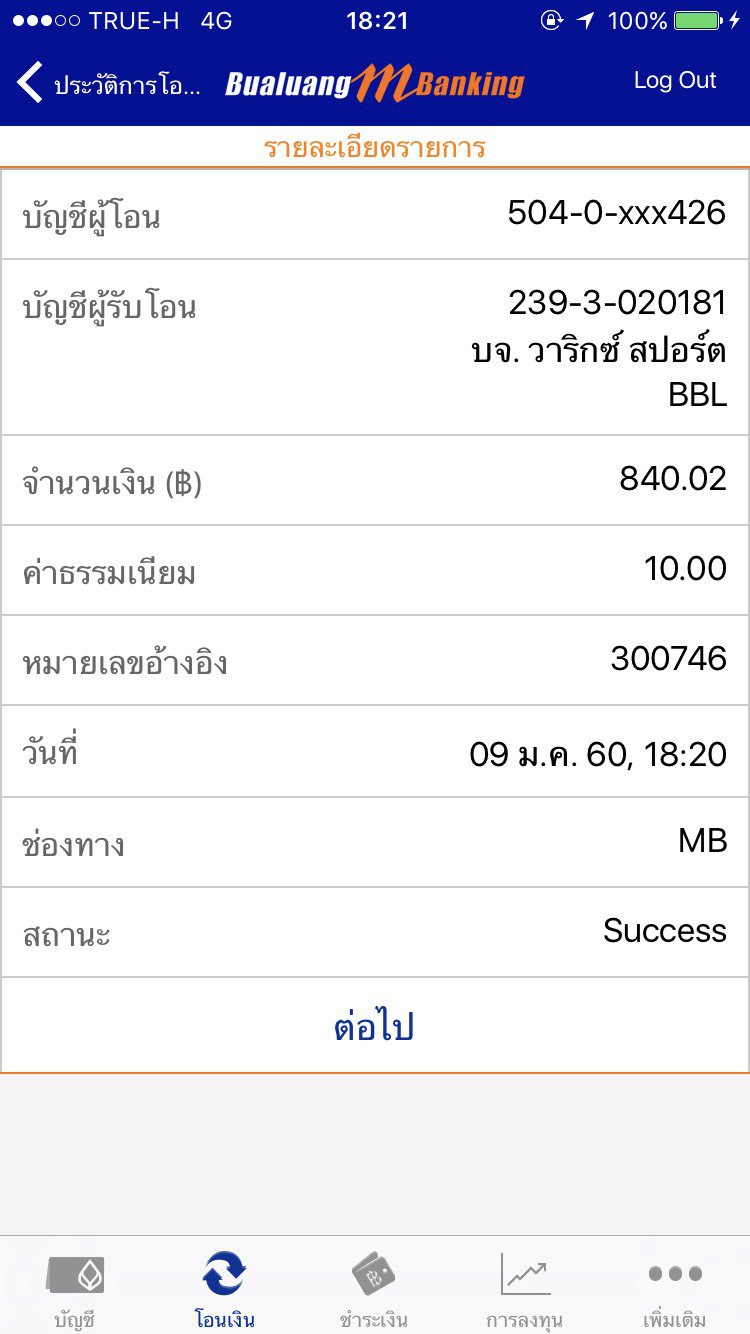 TRUE-H 4G 18:21 100%
ประวัติการโอ... Bualuang mBanking Log Out
รายละเอียดรายการ
บัญชีผู้โอน 504-0-xxx426
บัญชีผู้รับโอน 239-3-020181
บจ. วาริกซ์ สปอร์ต
BBL
จำนวนเงิน (฿) 840.02
ค่าธรรมเนียม 10.00
หมายเลขอ้างอิง 300746
วันที่ 09 ม.ค. 60, 18:20
ช่องทาง MB
สถานะ Success
ต่อไป
บัญชี โอนเงิน ชำระเงิน การลงทุน เพิ่มเติม